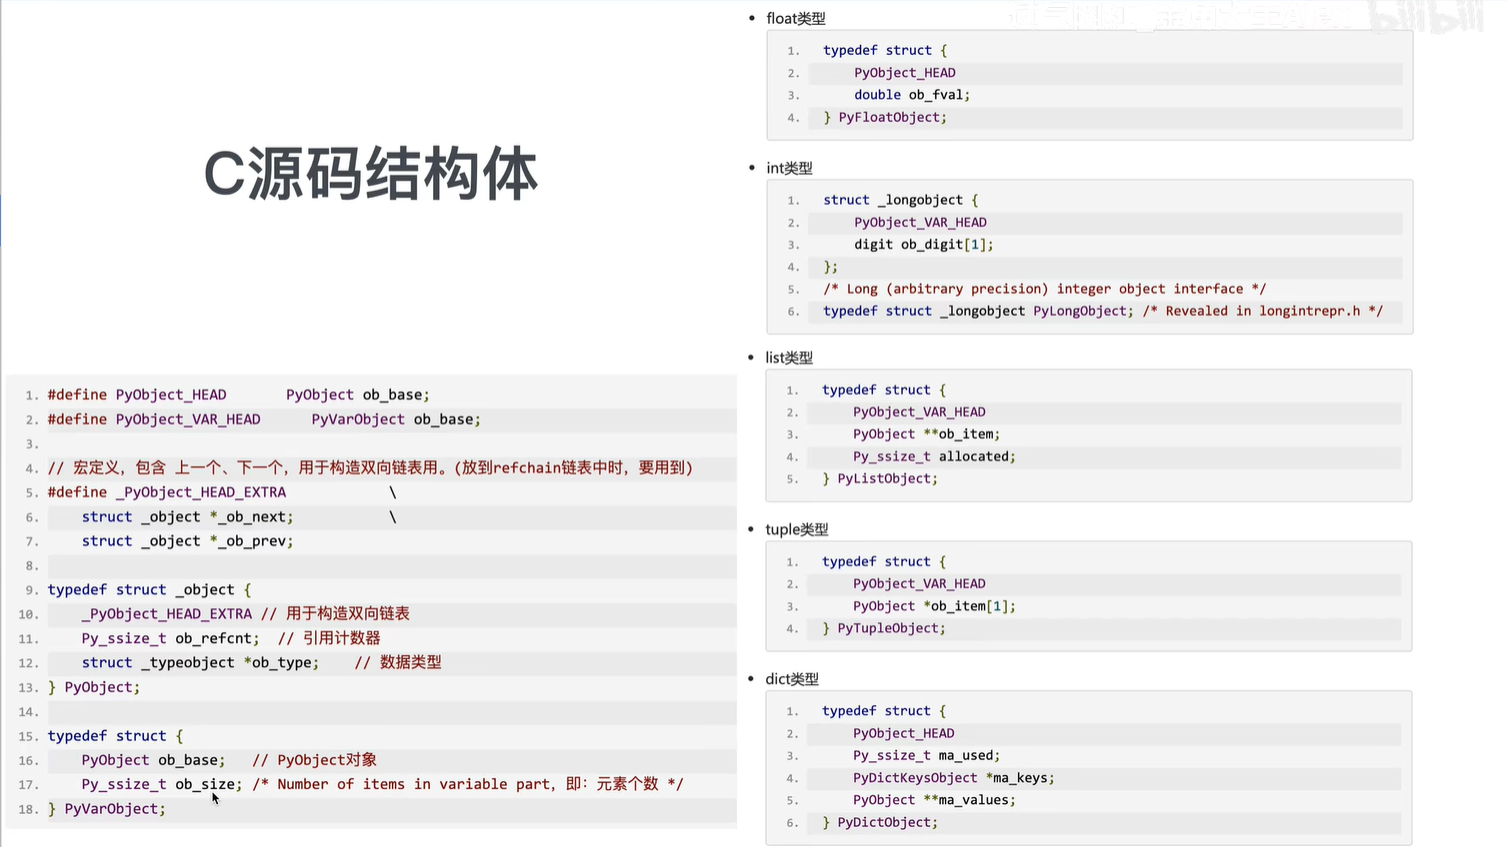 C源码结构体
1. #define PyObject_HEAD       PyObject ob_base;
2. #define PyObject_VAR_HEAD      PyVarObject ob_base;
3.
4. // 宏定义，包含 上一个、下一个，用于构造双向链表用。(放到refchain链表中时，要用到)
5. #define _PyObject_HEAD_EXTRA            \
6.     struct _object *_ob_next;           \
7.     struct _object *_ob_prev;
8.
9. typedef struct _object {
10.     _PyObject_HEAD_EXTRA // 用于构造双向链表
11.     Py_ssize_t ob_refcnt;  // 引用计数器
12.     struct _typeobject *ob_type;    // 数据类型
13. } PyObject;
14.
15. typedef struct {
16.     PyObject ob_base;   // PyObject对象
17.     Py_ssize_t ob_size; /* Number of items in variable part，即：元素个数 */
18. } PyVarObject;
• float类型
1. typedef struct {
2.     PyObject_HEAD
3.     double ob_fval;
4. } PyFloatObject;
• int类型
1. struct _longobject {
2.     PyObject_VAR_HEAD
3.     digit ob_digit[1];
4. };
5. /* Long (arbitrary precision) integer object interface */
6. typedef struct _longobject PyLongObject; /* Revealed in longintrepr.h */
• list类型
1. typedef struct {
2.     PyObject_VAR_HEAD
3.     PyObject **ob_item;
4.     Py_ssize_t allocated;
5. } PyListObject;
• tuple类型
1. typedef struct {
2.     PyObject_VAR_HEAD
3.     PyObject *ob_item[1];
4. } PyTupleObject;
• dict类型
1. typedef struct {
2.     PyObject_HEAD
3.     Py_ssize_t ma_used;
4.     PyDictKeysObject *ma_keys;
5.     PyObject **ma_values;
6. } PyDictObject;